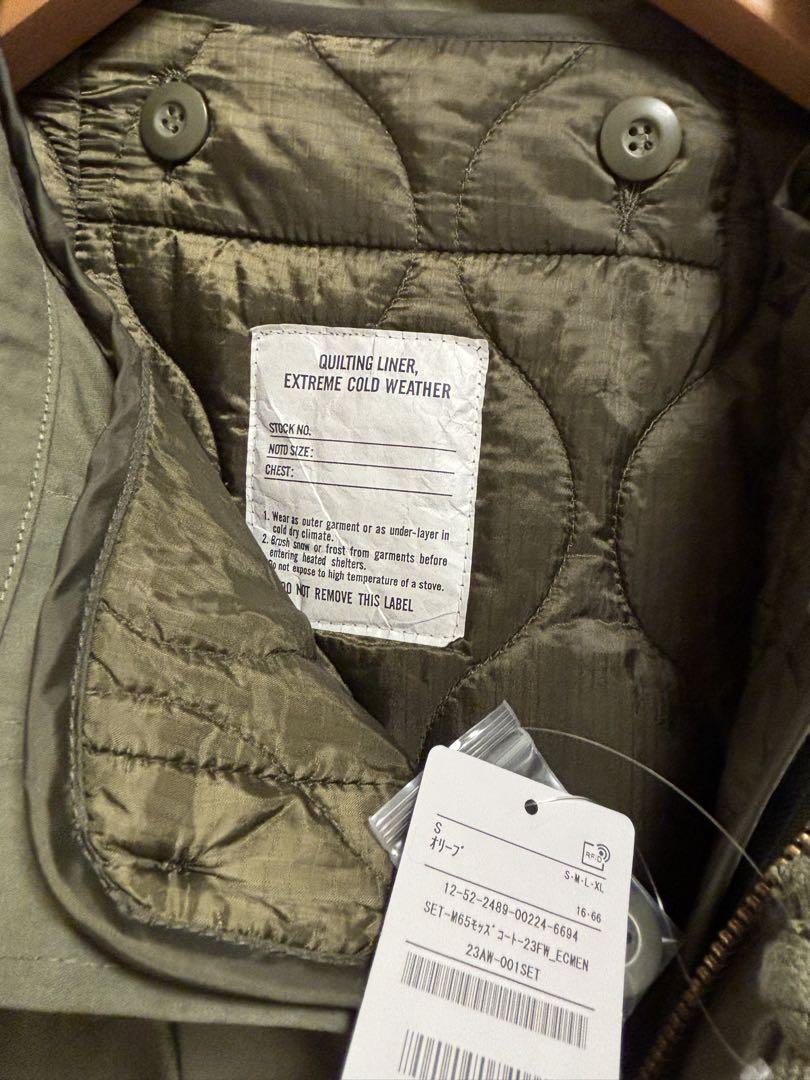 QUILTING LINER,
EXTREME COLD WEATHER
STOCK NO.
NOTD SIZE:
CHEST:
1. Wear as outer garment or as under-layer in
cold dry climate.
2. Brush snow or frost from garments before
entering heated shelters.
Do not expose to high temperature of a stove.
DO NOT REMOVE THIS LABEL
S
オリーブ
RFID
S·M·L·XL
16·66
12-52-2489-00224-6694
SET-M65モッズコート-23FW_ECMEN
23AW-001SET